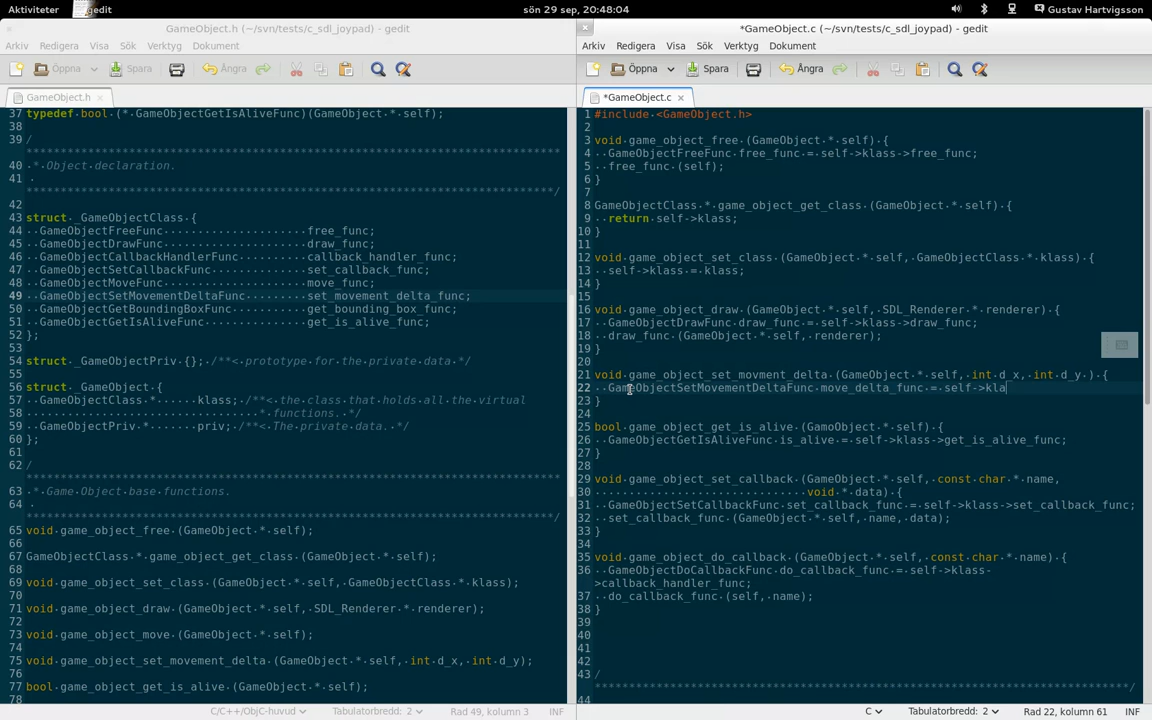 Aktiviteter gedit sön 29 sep, 20:48:04 Gustav Hartvigsson
GameObject.h (~/svn/tests/c_sdl_joypad) - gedit
Arkiv Redigera Visa Sök Verktyg Dokument
Öppna Spara Ångra
GameObject.h ×
37 typedef bool (* GameObjectGetIsAliveFunc)(GameObject * self);
38
39 /
******************************************************************************
40 * Object declaration.
41 .
*****************************************************************************/
42
43 struct _GameObjectClass {
44 ··GameObjectFreeFunc·····················free_func;
45 ··GameObjectDrawFunc·····················draw_func;
46 ··GameObjectCallbackHandlerFunc··········callback_handler_func;
47 ··GameObjectSetCallbackFunc··············set_callback_func;
48 ··GameObjectMoveFunc·····················move_func;
49 ··GameObjectSetMovementDeltaFunc·········set_movement_delta_func;
50 ··GameObjectGetBoundingBoxFunc···········get_bounding_box_func;
51 ··GameObjectGetIsAliveFunc···············get_is_alive_func;
52 };
53
54 struct _GameObjectPriv {}; /**< prototype for the private data. */
55
56 struct _GameObject {
57 ··GameObjectClass * ····· klass; /**< the class that holds all the virtual
58 ··································* functions. */
59 ··GameObjectPriv * ······ priv; /**< The private data. */
60 };
61
62 /
******************************************************************************
63 * Game Object base functions.
64 .
*****************************************************************************/
65 void game_object_free (GameObject * self);
66
67 GameObjectClass * game_object_get_class (GameObject * self);
68
69 void game_object_set_class (GameObject * self, GameObjectClass * klass);
70
71 void game_object_draw (GameObject * self, SDL_Renderer * renderer);
72
73 void game_object_move (GameObject * self);
74
75 void game_object_set_movement_delta (GameObject * self, int d_x, int d_y);
76
77 bool game_object_get_is_alive (GameObject * self);
78
C/C++/ObjC-huvud Tabulatorbredd: 2 Rad 49, kolumn 3 INF
*GameObject.c (~/svn/tests/c_sdl_joypad) - gedit
Arkiv Redigera Visa Sök Verktyg Dokument
Öppna Spara Ångra
*GameObject.c ×
1 #include <GameObject.h>
2
3 void game_object_free (GameObject * self) {
4 ··GameObjectFreeFunc free_func = self->klass->free_func;
5 ··free_func (self);
6 }
7
8 GameObjectClass * game_object_get_class (GameObject * self) {
9 ··return self->klass;
10 }
11
12 void game_object_set_class (GameObject * self, GameObjectClass * klass) {
13 ··self->klass = klass;
14 }
15
16 void game_object_draw (GameObject * self, SDL_Renderer * renderer) {
17 ··GameObjectDrawFunc draw_func = self->klass->draw_func;
18 ··draw_func (self, renderer);
19 }
20
21 void game_object_set_movment_delta (GameObject * self, int d_x, int d_y ) {
22 ··GameObjectSetMovementDeltaFunc move_delta_func = self->kla
23 }
24
25 bool game_object_get_is_alive (GamoObject * self) {
26 ··GameObjectGetIsAliveFunc is_alive = self->klass->get_is_alive_func;
27 }
28
29 void game_object_set_callback (GameObject * self, const char * name,
30 ·······························void * data) {
31 ··GameObjectSetCallbackFunc set_callback_func = self->klass->set_callback_func;
32 ··set_callback_func (GameObject * self, name, data);
33 }
34
35 void game_object_do_callback (GameObject * self, const char * name) {
36 ··GameObjectDoCallbackFunc do_callback_func = self->klass-
>callback_handler_func;
37 ··do_callback_func (self, name);
38 }
39
40
41
42
43 /
******************************************************************************/
44
C Tabulatorbredd: 2 Rad 22, kolumn 61 INF